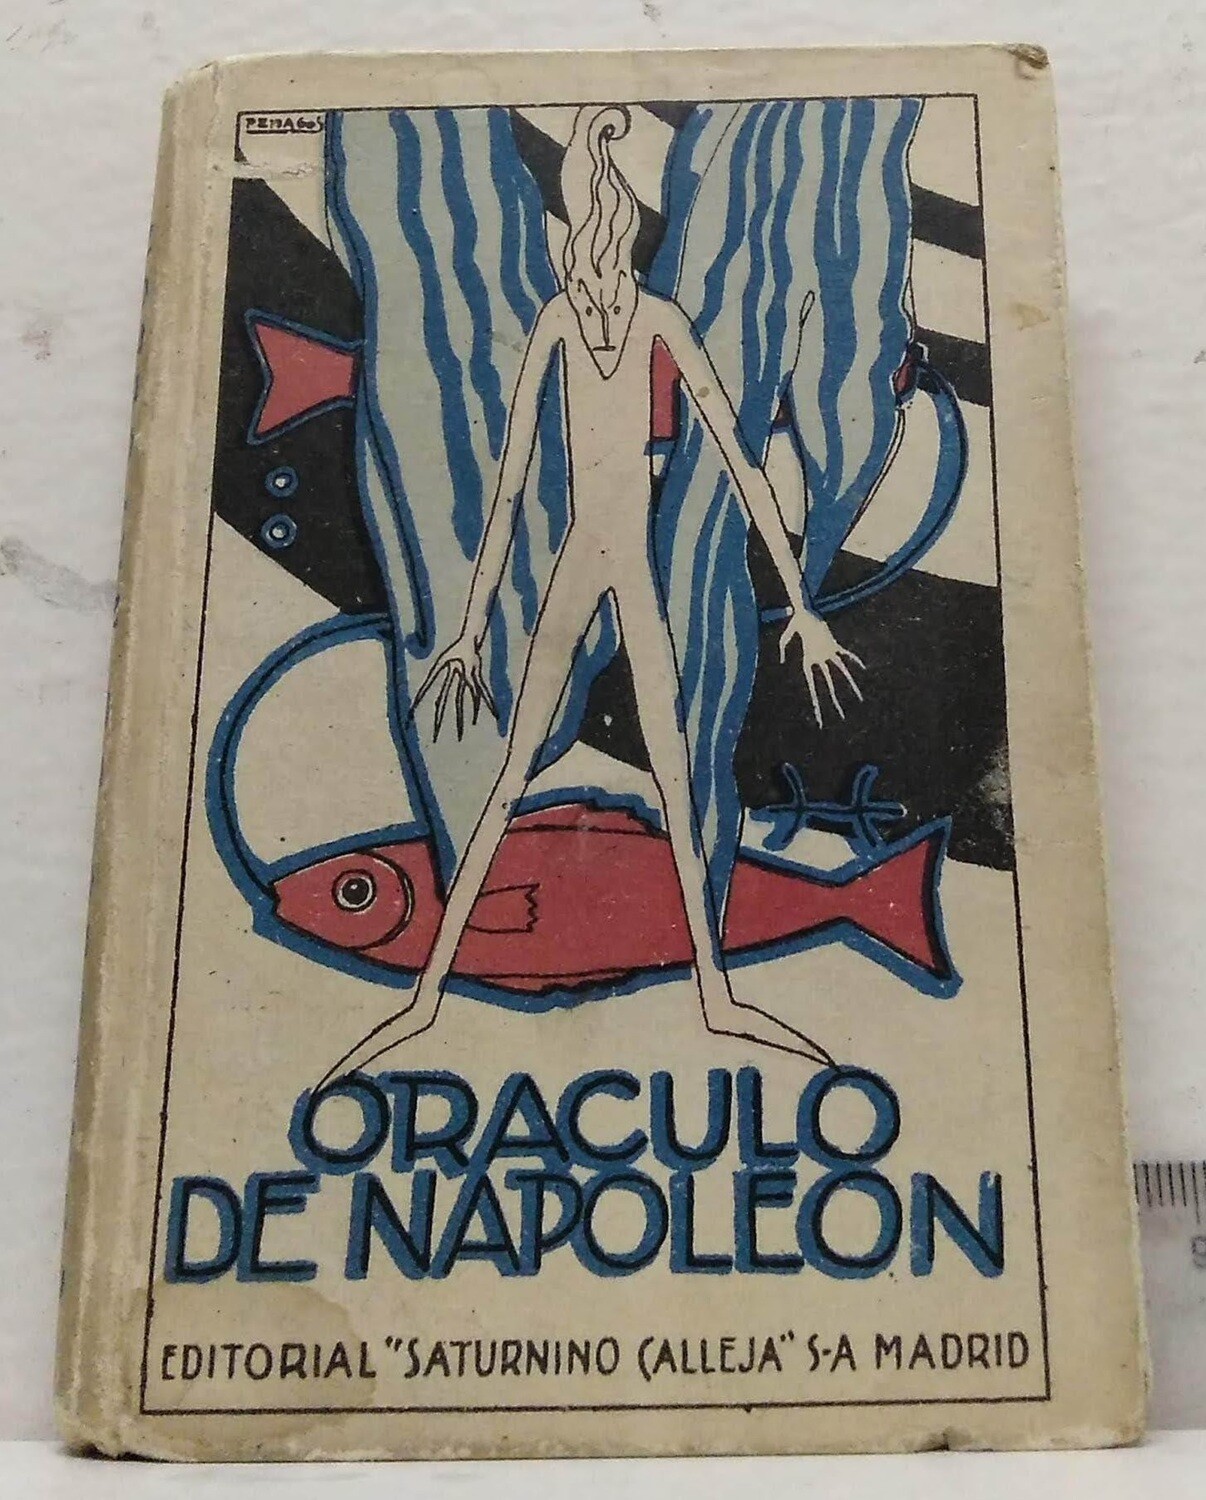 PENAGOS
ORACULO
DE NAPOLEON
EDITORIAL "SATURNINO CALLEJA" S-A MADRID